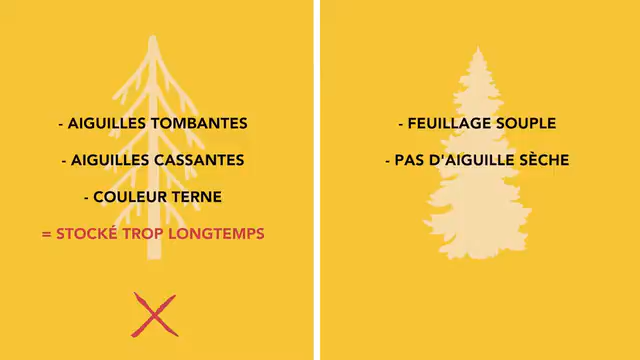 - AIGUILLES TOMBANTES
- AIGUILLES CASSANTES
- COULEUR TERNE
= STOCKÉ TROP LONGTEMPS
- FEUILLAGE SOUPLE
- PAS D'AIGUILLE SÈCHE